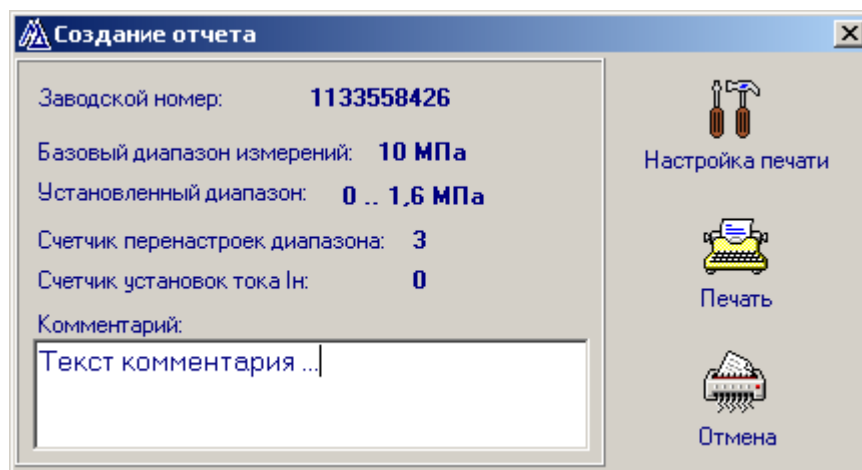 Создание отчета
Заводской номер: 1133558426
Базовый диапазон измерений: 10 МПа
Установленный диапазон: 0 .. 1,6 МПа
Счетчик перенастроек диапазона: 3
Счетчик установок тока Iн: 0
Комментарий:
Текст комментария ...
Настройка печати
Печать
Отмена